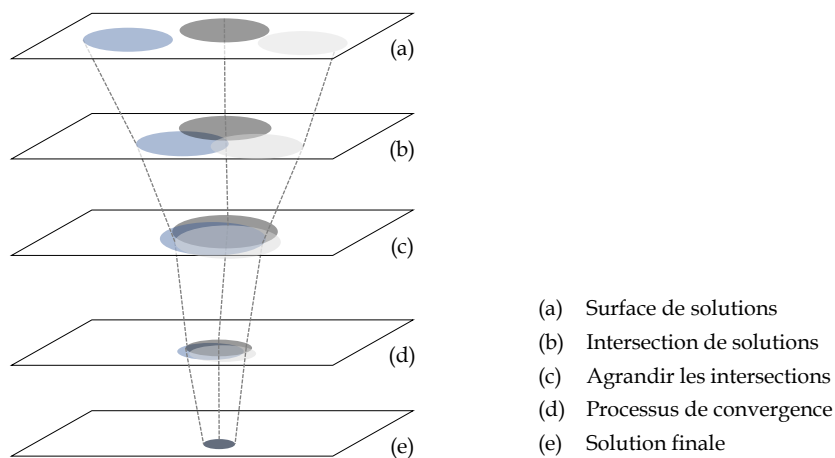 (a)
(b)
(c)
(d)
(e)
(a) Surface de solutions
(b) Intersection de solutions
(c) Agrandir les intersections
(d) Processus de convergence
(e) Solution finale